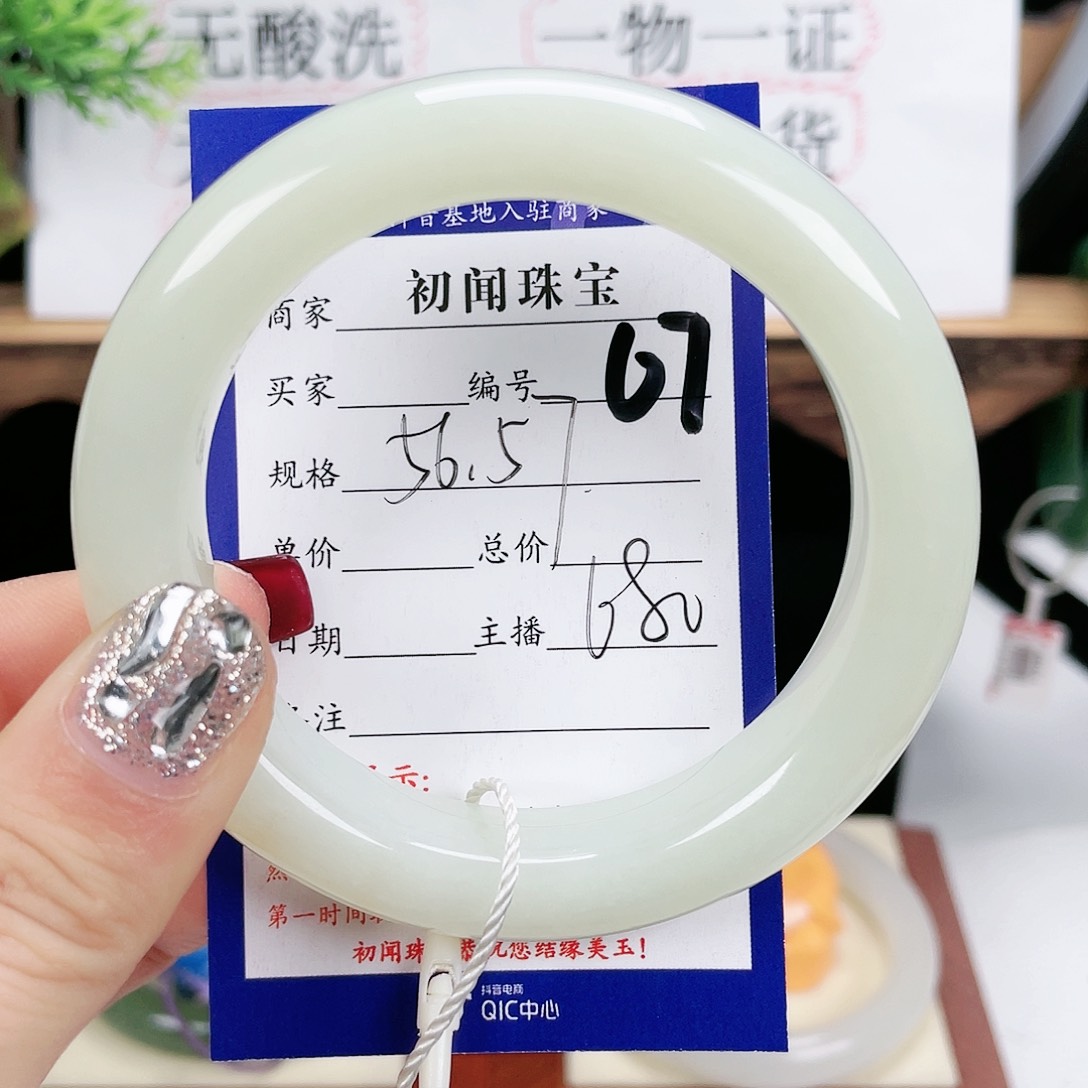 无酸洗 一物一证
货
音基地入驻商家
商家 初闻珠宝
买家 编号 67
规格 56.5
单价 总价
日期 主播 680
注
示:
第一时间
初闻珠 您结缘美玉!
抖音电商
QIC中心